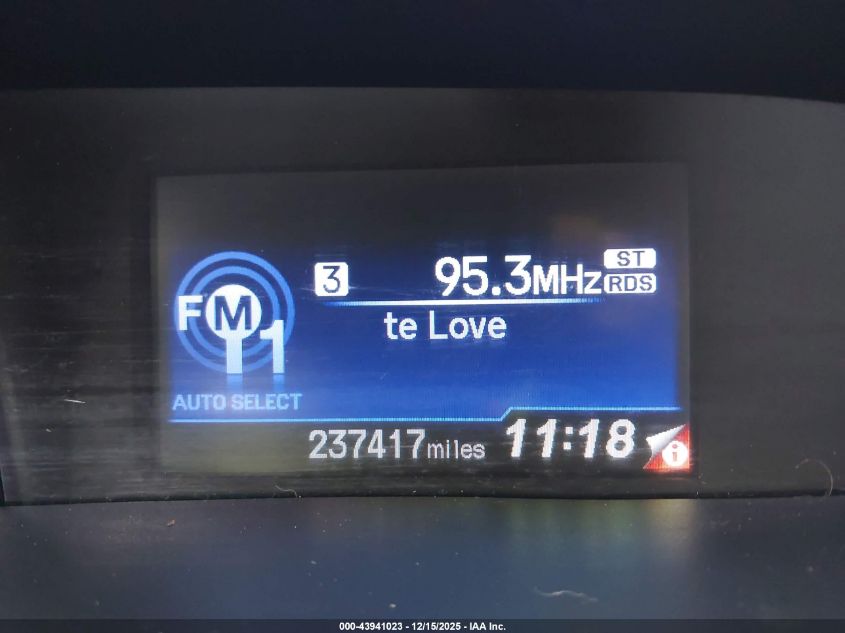 3 95.3MHz ST
RDS
FM
1
te Love
AUTO SELECT
237417miles 11:18 i
000-43941023 - 12/15/2025 - IAA Inc.